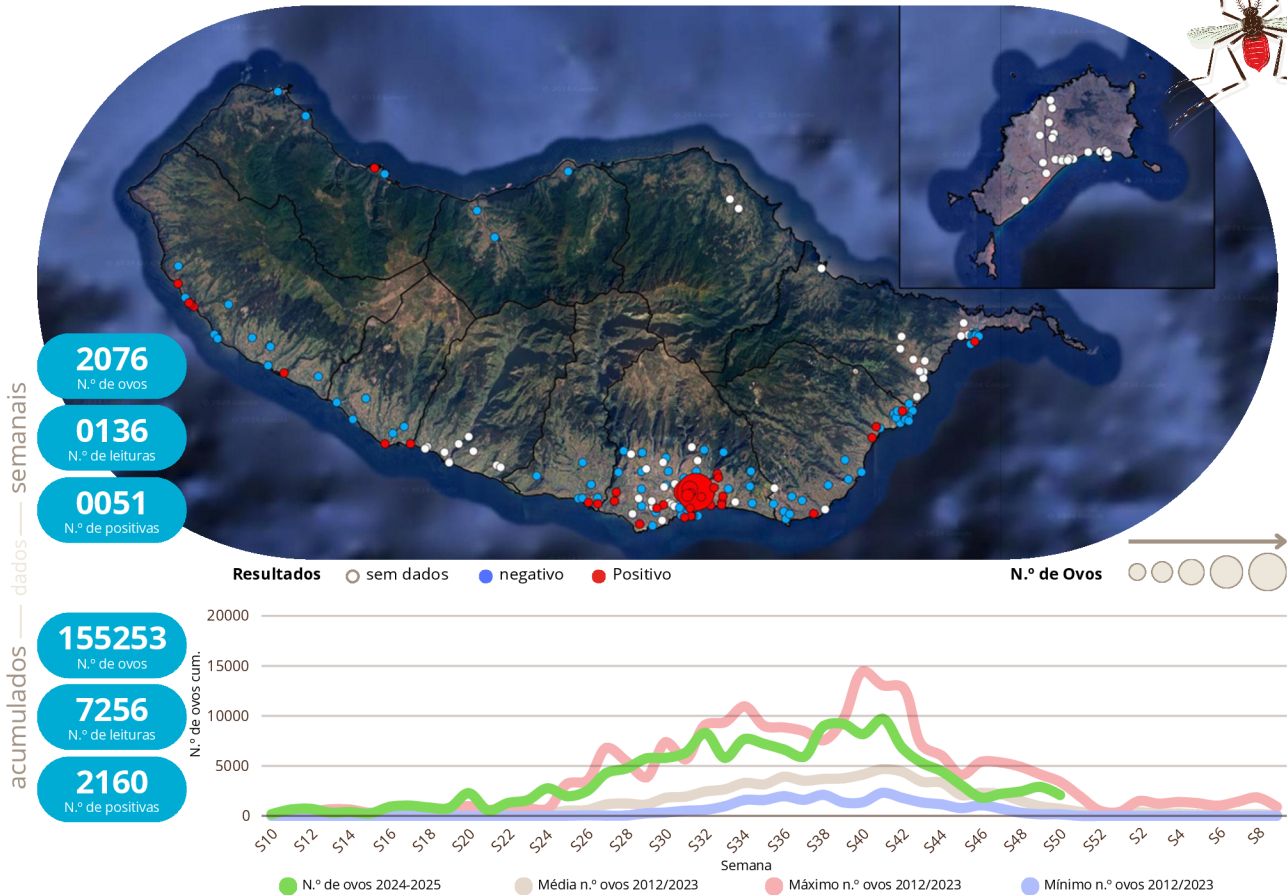 2076
N.º de ovos
0136
N.º de leituras
0051
N.º de positivas
semanais
dados
acumulados
Resultados
sem dados
negativo
Positivo
N.º de Ovos
155253
N.º de ovos
7256
N.º de leituras
2160
N.º de positivas
N.º de ovos cum.
20000
15000
10000
5000
0
S10 S12 S14 S16 S18 S20 S22 S24 S26 S28 S30 S32 S34 S36 S38 S40 S42 S44 S46 S48 S50 S52 S2 S4 S6 S8
Semana
N.º de ovos 2024-2025
Média n.º ovos 2012/2023
Máximo n.º ovos 2012/2023
Mínimo n.º ovos 2012/2023